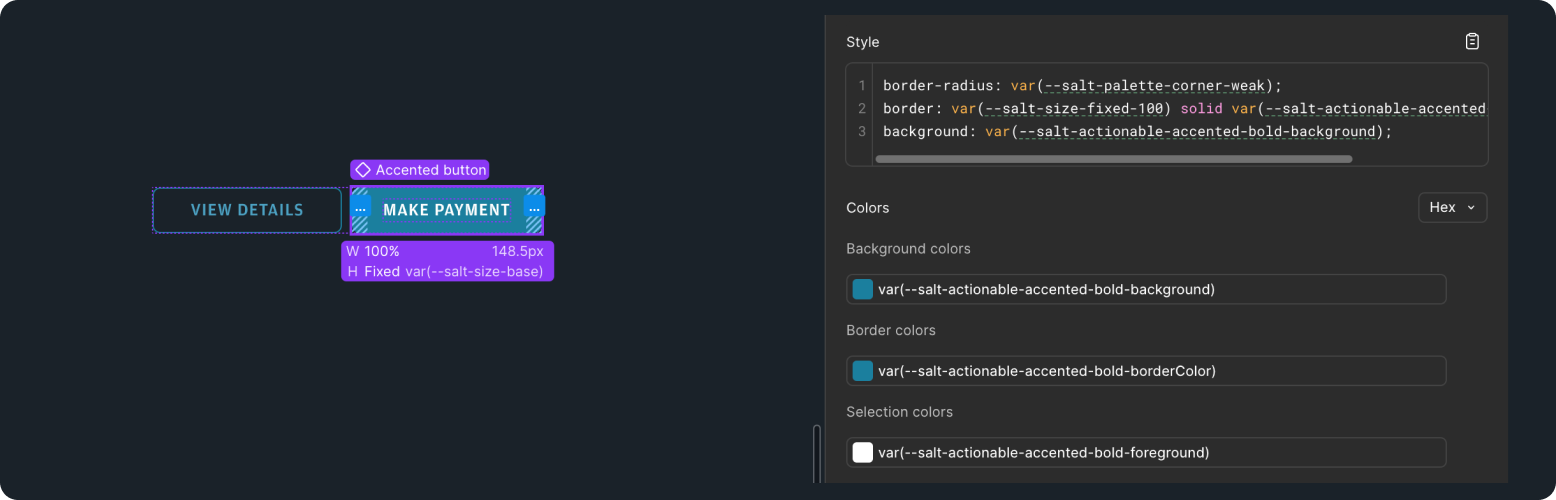 Accented button
VIEW DETAILS
... MAKE PAYMENT ...
W 100% 148.5px
H Fixed var(--salt-size-base)
Style
1 border-radius: var(--salt-palette-corner-weak);
2 border: var(--salt-size-fixed-100) solid var(--salt-actionable-accented-
3 background: var(--salt-actionable-accented-bold-background);
Colors
Hex
Background colors
var(--salt-actionable-accented-bold-background)
Border colors
var(--salt-actionable-accented-bold-borderColor)
Selection colors
var(--salt-actionable-accented-bold-foreground)